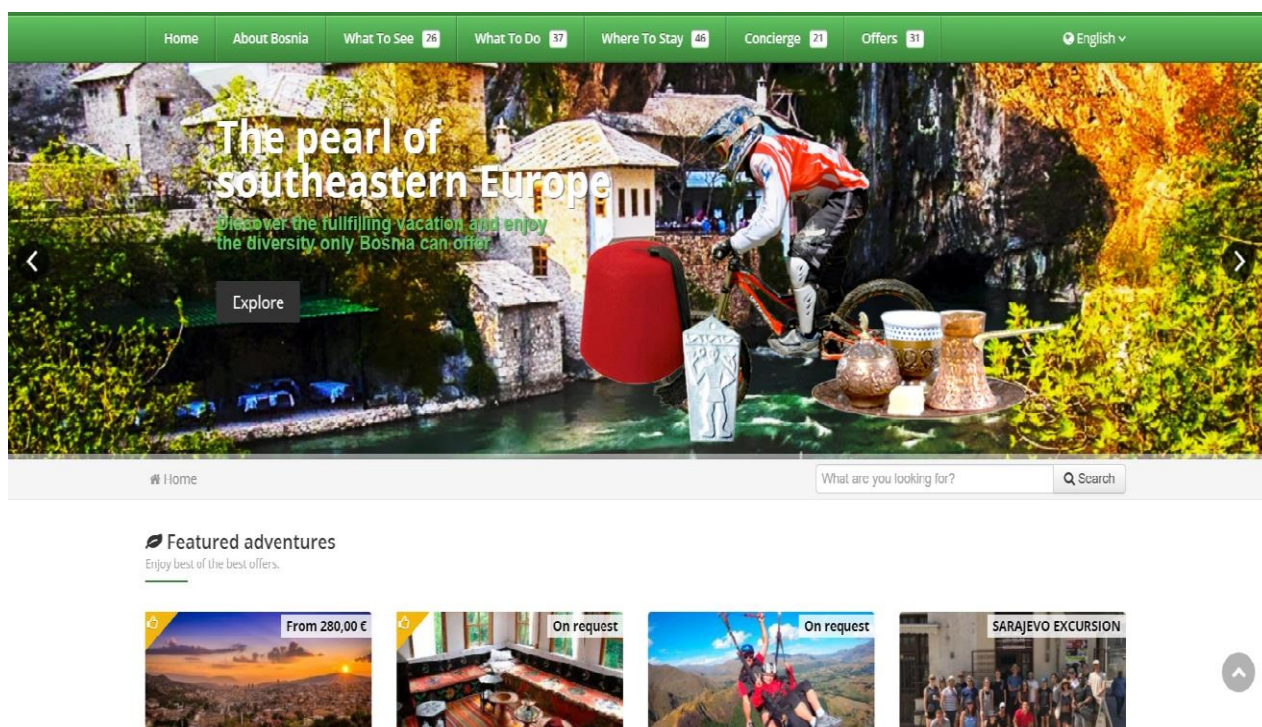 Home About Bosnia What To See 26 What To Do 37 Where To Stay 46 Concierge 21 Offers 31 English
The pearl of
southeastern Europe
Discover the fullfilling vacation and enjoy
the diversity only Bosnia can offer
Explore
Home What are you looking for? Search
Featured adventures
Enjoy best of the best offers.
From 280,00 € On request On request SARAJEVO EXCURSION